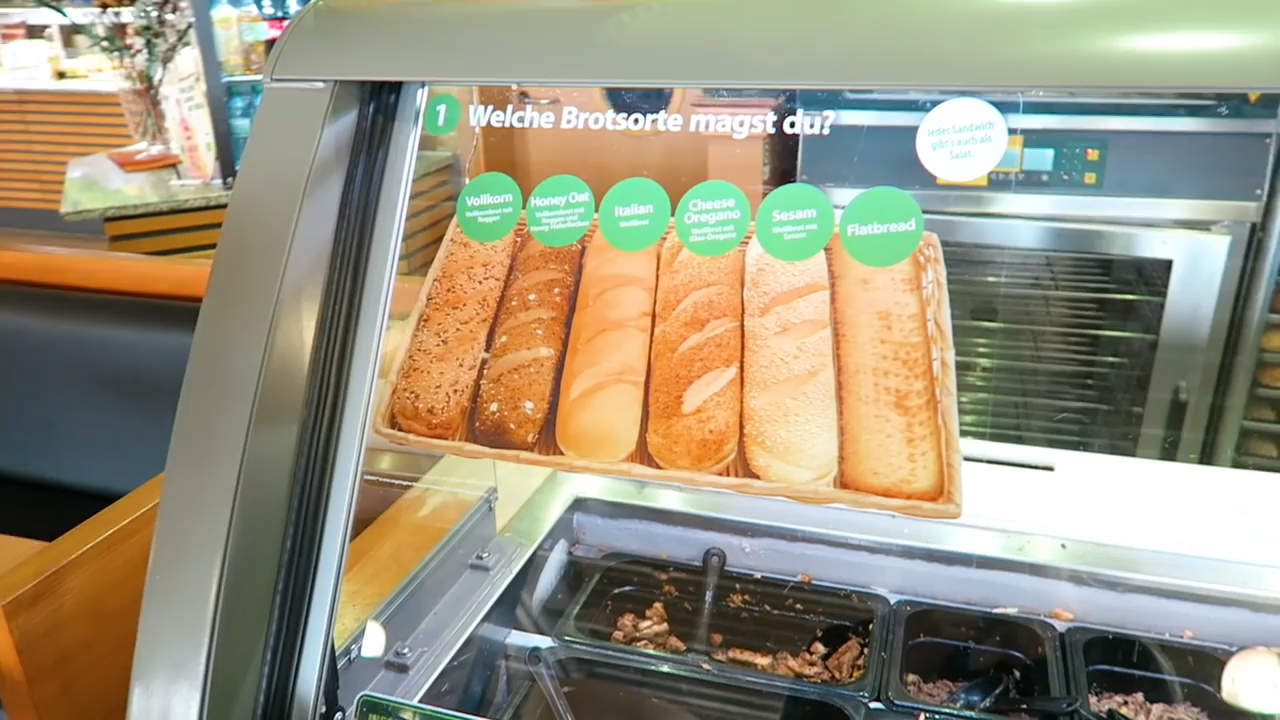 1 Welche Brotsorte magst du?
Jedes Sandwich
gibt's auch als
Salat.
Vollkorn
Vollkornbrot mit
Roggen
Honey Oat
Vollkornbrot mit
Roggen und
Honig-Haferflocken
Italian
Weißbrot
Cheese
Oregano
Weißbrot mit
Käse-Oregano
Sesam
Weißbrot mit
Sesam
Flatbread